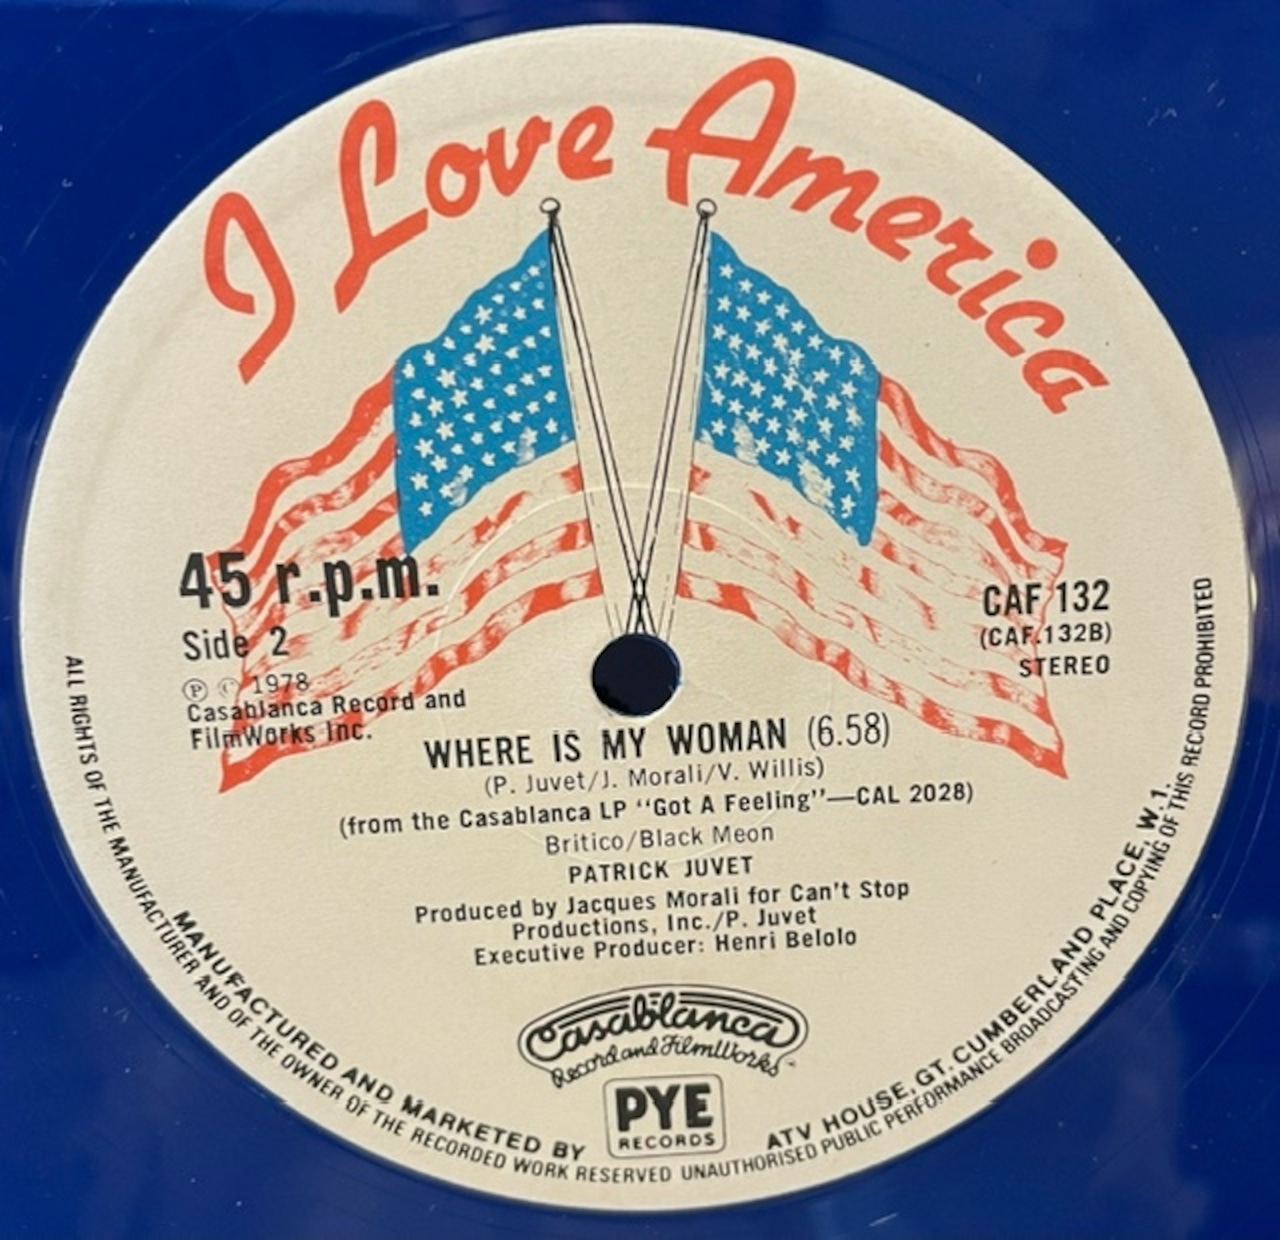 I Love America
45 r.p.m.
Side 2
℗ © 1978
Casablanca Record and
FilmWorks Inc.
CAF 132
(CAF.132B)
STEREO
WHERE IS MY WOMAN (6.58)
(P. Juvet/J. Morali/V. Willis)
(from the Casablanca LP "Got A Feeling"—CAL 2028)
Britico/Black Meon
PATRICK JUVET
Produced by Jacques Morali for Can't Stop
Productions, Inc./P. Juvet
Executive Producer: Henri Belolo
Casablanca
Record and FilmWorks
PYE
RECORDS
MANUFACTURED AND MARKETED BY
ATV HOUSE, GT. CUMBERLAND PLACE, W.1.
ALL RIGHTS OF THE MANUFACTURER AND OF THE OWNER OF THE RECORDED WORK RESERVED UNAUTHORISED PUBLIC PERFORMANCE BROADCASTING AND COPYING OF THIS RECORD PROHIBITED